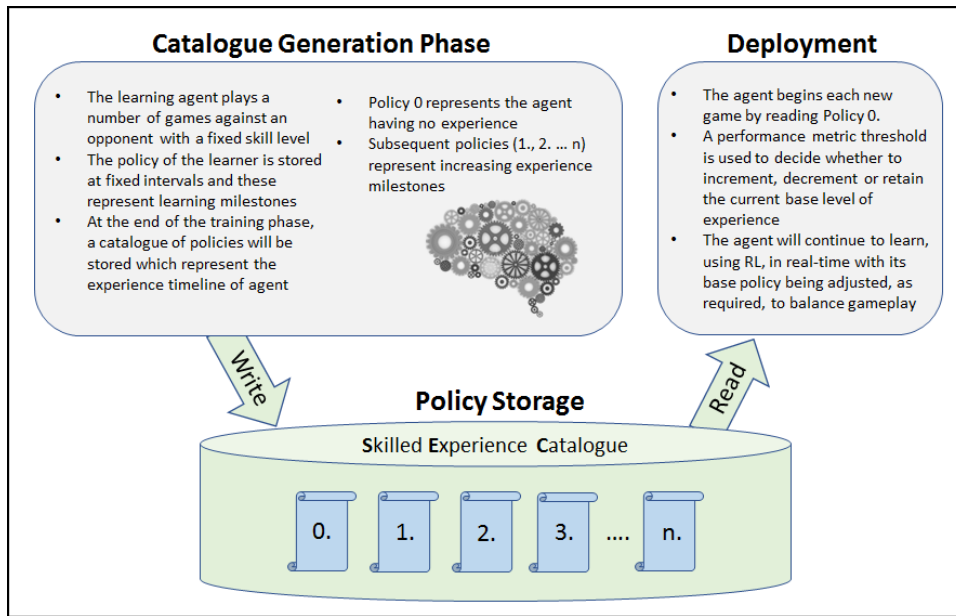 Catalogue Generation Phase
• The learning agent plays a
number of games against an
opponent with a fixed skill level
• The policy of the learner is stored
at fixed intervals and these
represent learning milestones
• At the end of the training phase,
a catalogue of policies will be
stored which represent the
experience timeline of agent
• Policy 0 represents the agent
having no experience
• Subsequent policies (1., 2. ... n)
represent increasing experience
milestones
Deployment
• The agent begins each new
game by reading Policy 0.
• A performance metric threshold
is used to decide whether to
increment, decrement or retain
the current base level of
experience
• The agent will continue to learn,
using RL, in real-time with its
base policy being adjusted, as
required, to balance gameplay
Write
Read
Policy Storage
Skilled Experience Catalogue
0. 1. 2. 3. .... n.